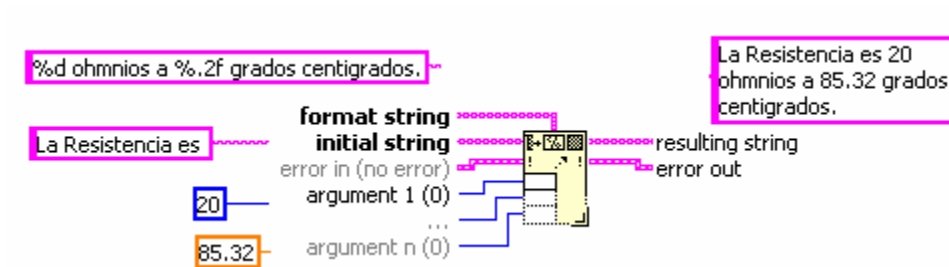 %d ohmnios a %.2f grados centigrados.
La Resistencia es 20
ohmnios a 85.32 grados
centigrados.
format string
La Resistencia es
initial string
resulting string
error in (no error)
error out
20
argument 1 (0)
...
85.32
argument n (0)